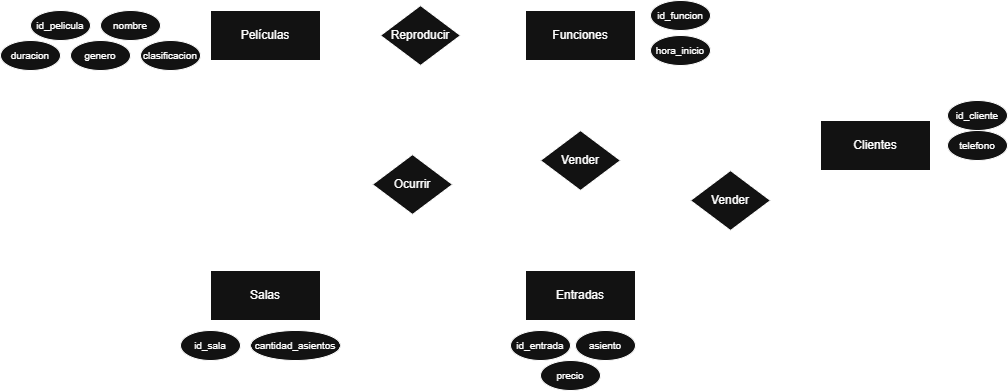 id_pelicula
nombre
Películas
Reproducir
Funciones
id_funcion
duracion
genero
clasificacion
hora_inicio
id_cliente
Clientes
telefono
Vender
Ocurrir
Vender
Salas
Entradas
id_sala
cantidad_asientos
id_entrada
asiento
precio